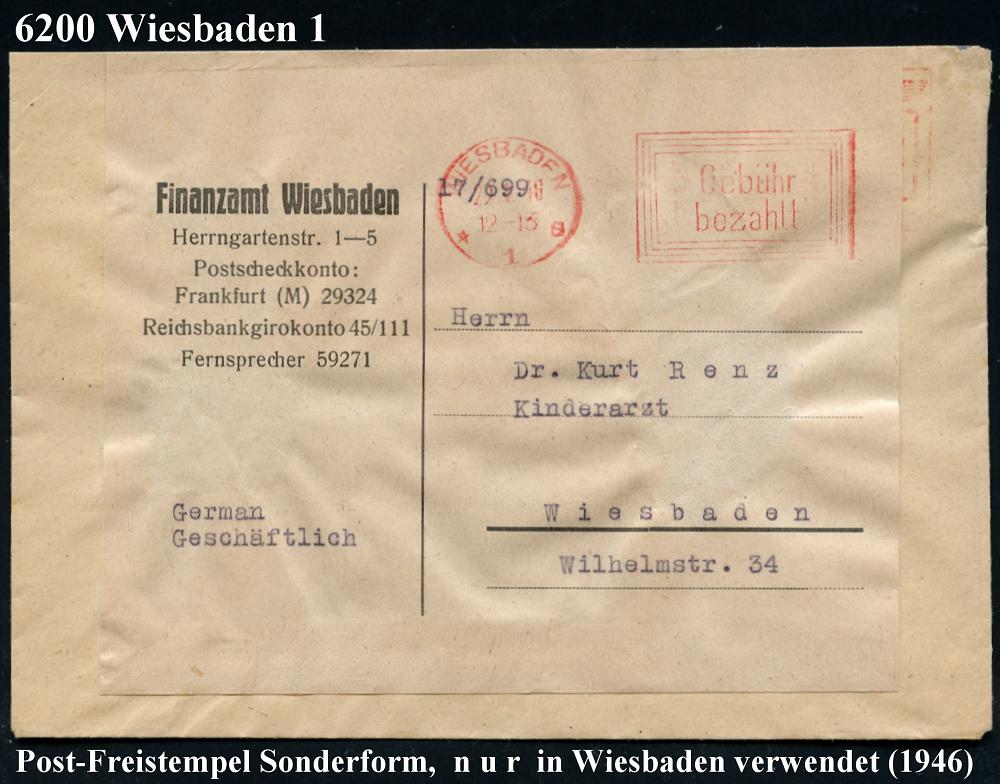 6200 Wiesbaden 1
WIESBADEN
17/699
12-13 a
1
Gebühr
bezahlt
Finanzamt Wiesbaden
Herrngartenstr. 1—5
Postscheckkonto:
Frankfurt (M) 29324
Reichsbankgirokonto 45/111
Fernsprecher 59271
Herrn
Dr. Kurt R e n z
Kinderarzt
W i e s b a d e n
Wilhelmstr. 34
German
Geschäftlich
Post-Freistempel Sonderform, n u r in Wiesbaden verwendet (1946)